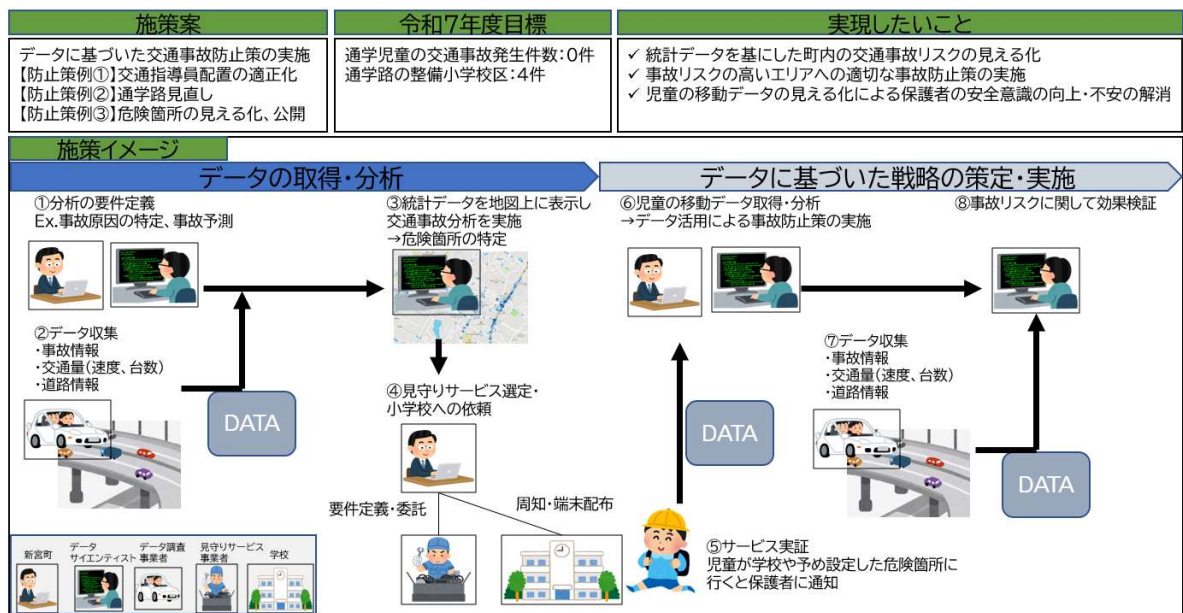 施策案
データに基づいた交通事故防止策の実施
【防止策例①】交通指導員配置の適正化
【防止策例②】通学路見直し
【防止策例③】危険箇所の見える化、公開
令和7年度目標
通学児童の交通事故発生件数:0件
通学路の整備小学校区:4件
実現したいこと
✓ 統計データを基にした町内の交通事故リスクの見える化
✓ 事故リスクの高いエリアへの適切な事故防止策の実施
✓ 児童の移動データの見える化による保護者の安全意識の向上・不安の解消
施策イメージ
データの取得・分析
データに基づいた戦略の策定・実施
①分析の要件定義
Ex.事故原因の特定、事故予測
②データ収集
・事故情報
・交通量(速度、台数)
・道路情報
DATA
③統計データを地図上に表示し
交通事故分析を実施
→危険箇所の特定
④見守りサービス選定・
小学校への依頼
要件定義・委託
周知・端末配布
⑤サービス実証
児童が学校や予め設定した危険箇所に
行くと保護者に通知
⑥児童の移動データ取得・分析
→データ活用による事故防止策の実施
DATA
⑦データ収集
・事故情報
・交通量(速度、台数)
・道路情報
DATA
⑧事故リスクに関して効果検証
新宮町
データ
サイエンティスト
データ調査
事業者
見守りサービス
事業者
学校